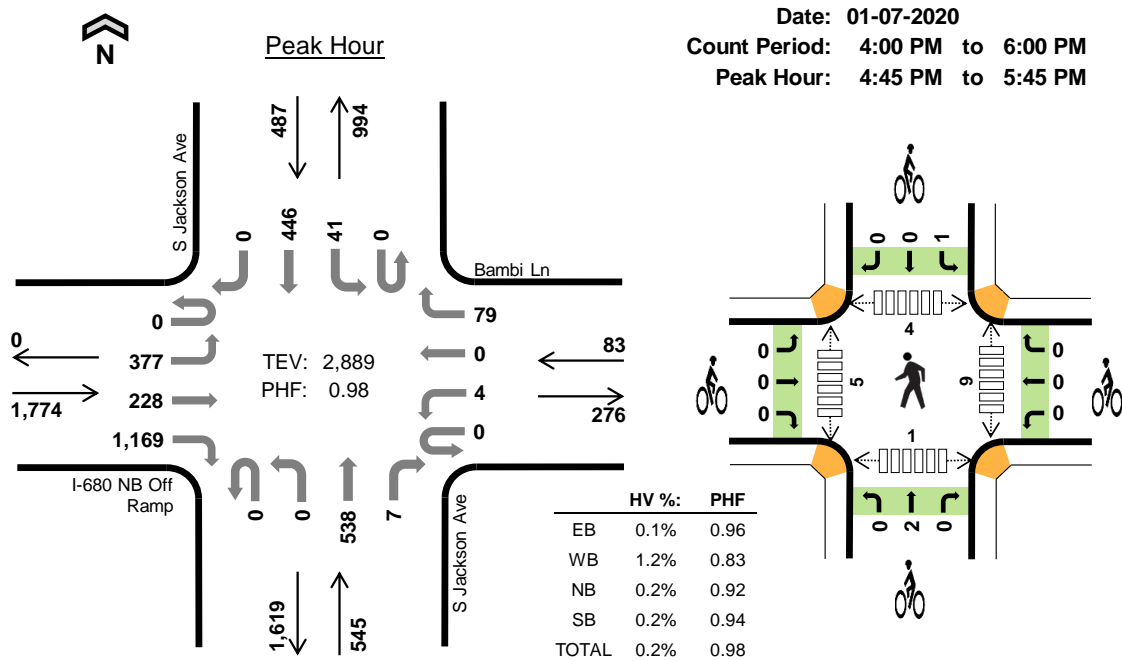 N
Peak Hour
Date: 01-07-2020
Count Period: 4:00 PM to 6:00 PM
Peak Hour: 4:45 PM to 5:45 PM
487
994
S Jackson Ave
0
446
41
0
Bambi Ln
0
377
228
1,169
0
1,774
TEV: 2,889
PHF: 0.98
79
0
4
0
83
276
I-680 NB Off
Ramp
0
0
538
7
S Jackson Ave
1,619
545
HV %: PHF
EB 0.1% 0.96
WB 1.2% 0.83
NB 0.2% 0.92
SB 0.2% 0.94
TOTAL 0.2% 0.98
0
0
1
4
0
0
0
5
9
0
0
0
1
0
2
0